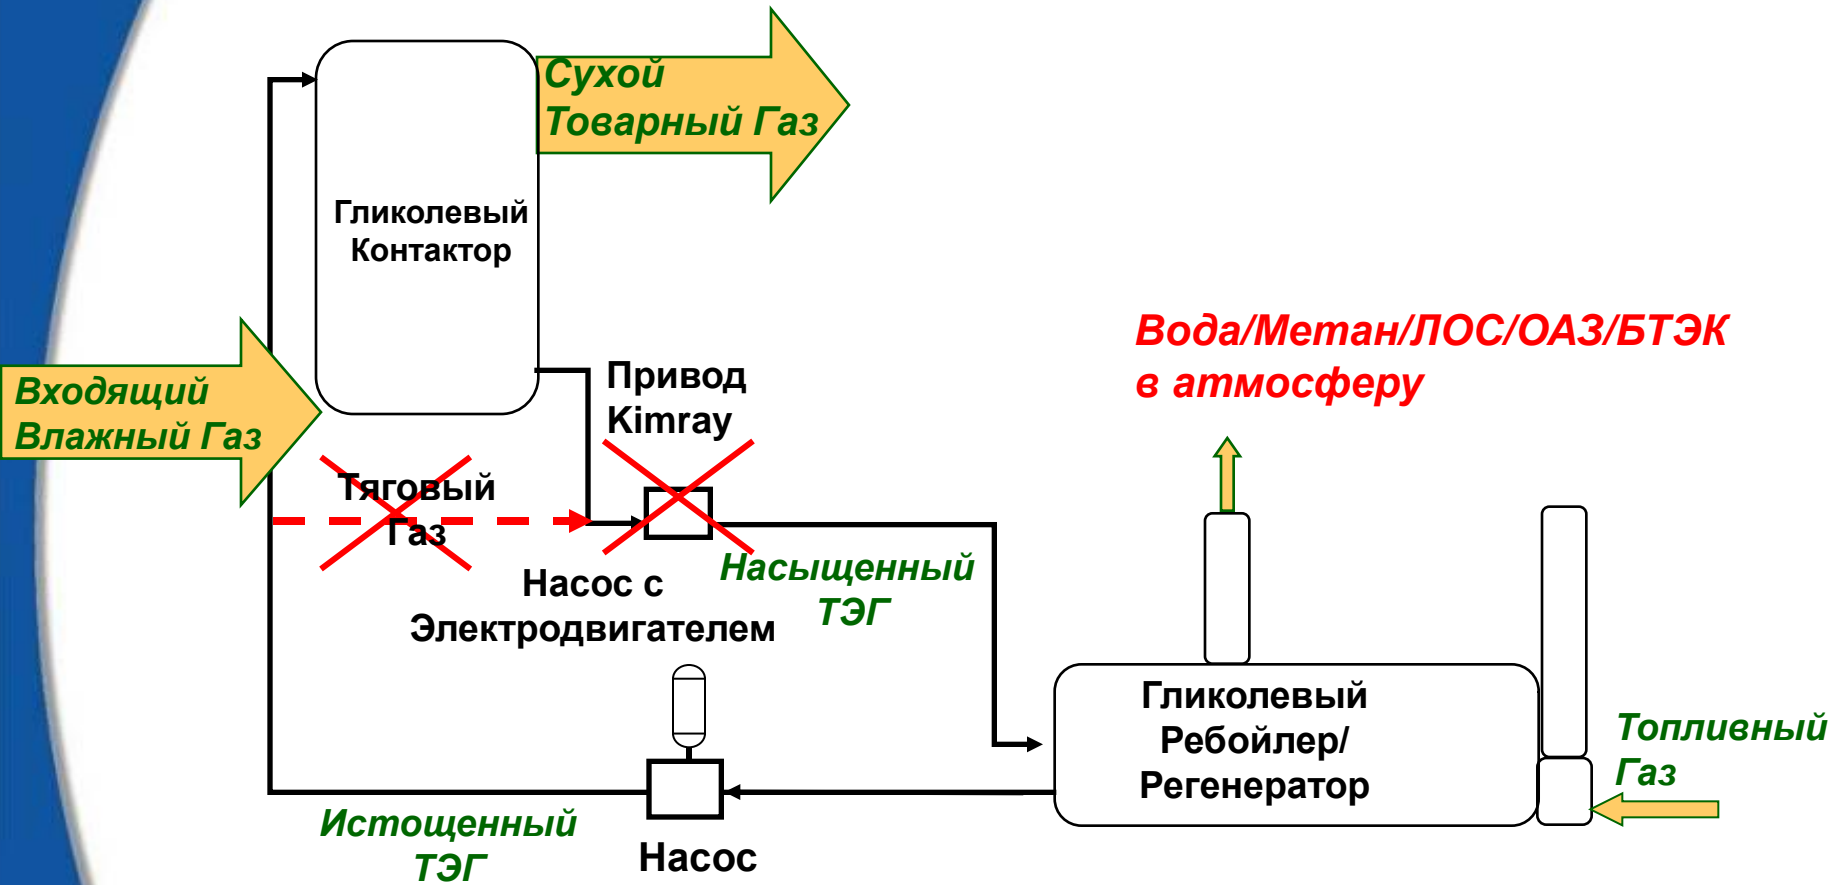 Сухой
Товарный Газ
Гликолевый
Контактор
Вода/Метан/ЛОС/ОАЗ/БТЭК
в атмосферу
Входящий
Влажный Газ
Привод
Kimray
Тяговый
Газ
Насос с
Электродвигателем
Насыщенный
ТЭГ
Гликолевый
Ребойлер/
Регенератор
Топливный
Газ
Истощенный
ТЭГ
Насос